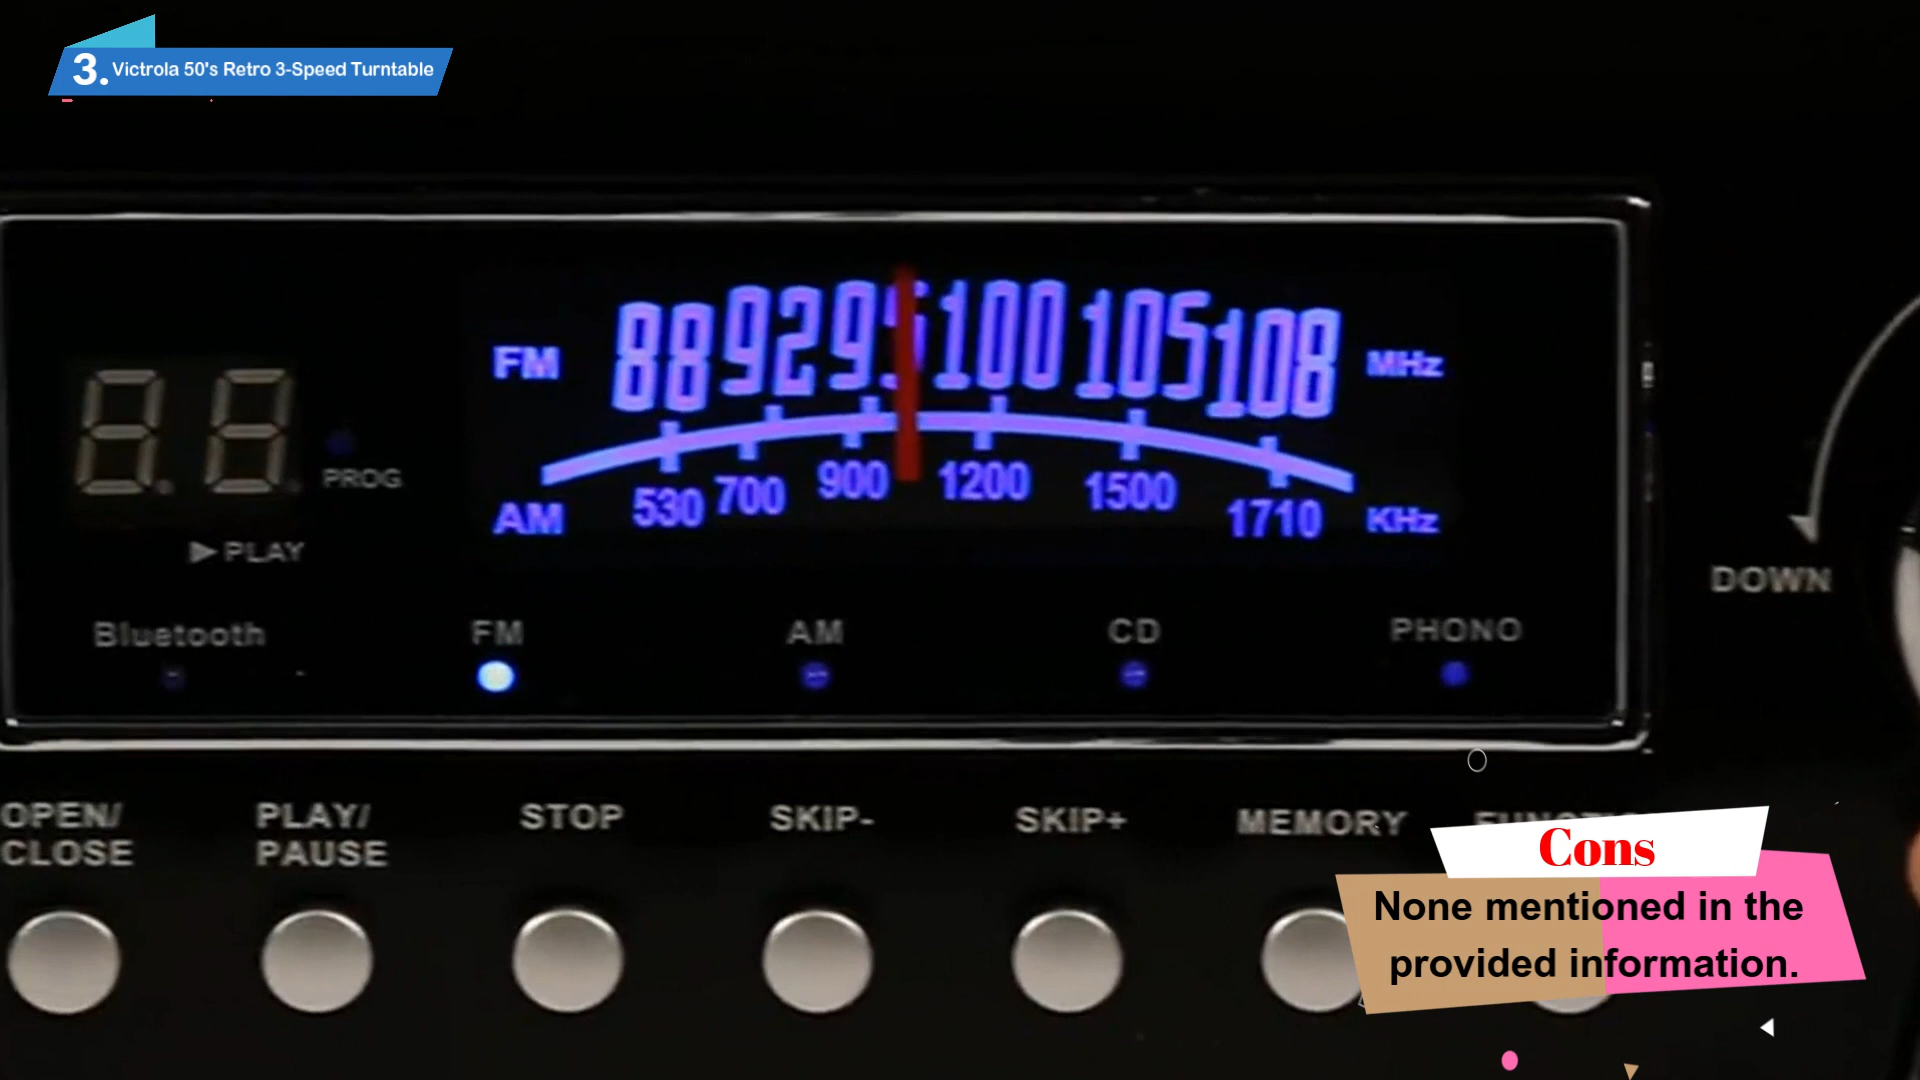 3. Victrola 50's Retro 3-Speed Turntable
FM 88 92 95 100 105 108 MHz
AM 530 700 900 1200 1500 1710 KHz
PROG
▶PLAY
DOWN
Bluetooth FM AM CD PHONO
OPEN/ CLOSE
PLAY/ PAUSE
STOP
SKIP-
SKIP+
MEMORY
Cons
None mentioned in the
provided information.